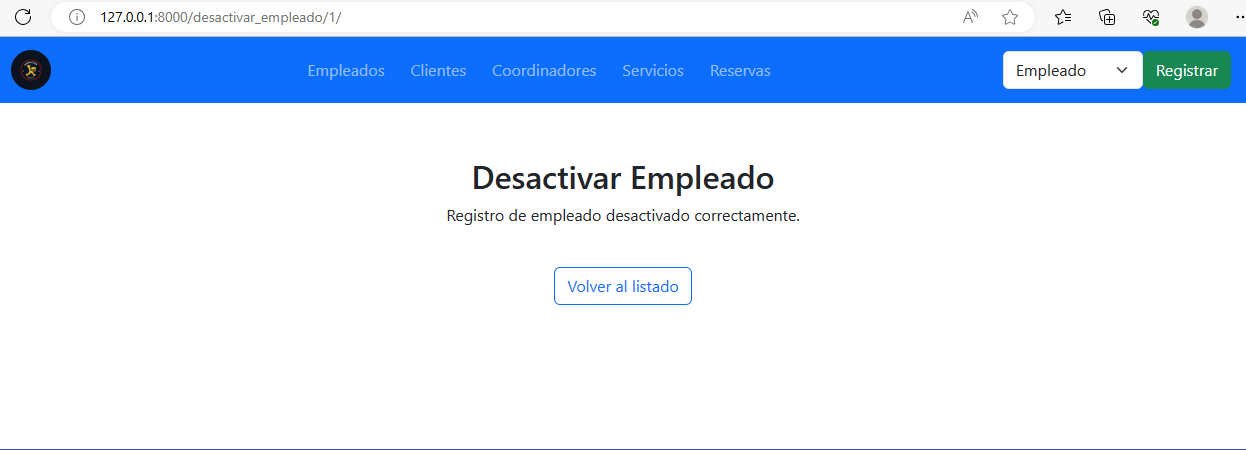 127.0.0.1:8000/desactivar_empleado/1/
Empleados Clientes Coordinadores Servicios Reservas Empleado Registrar
Desactivar Empleado
Registro de empleado desactivado correctamente.
Volver al listado